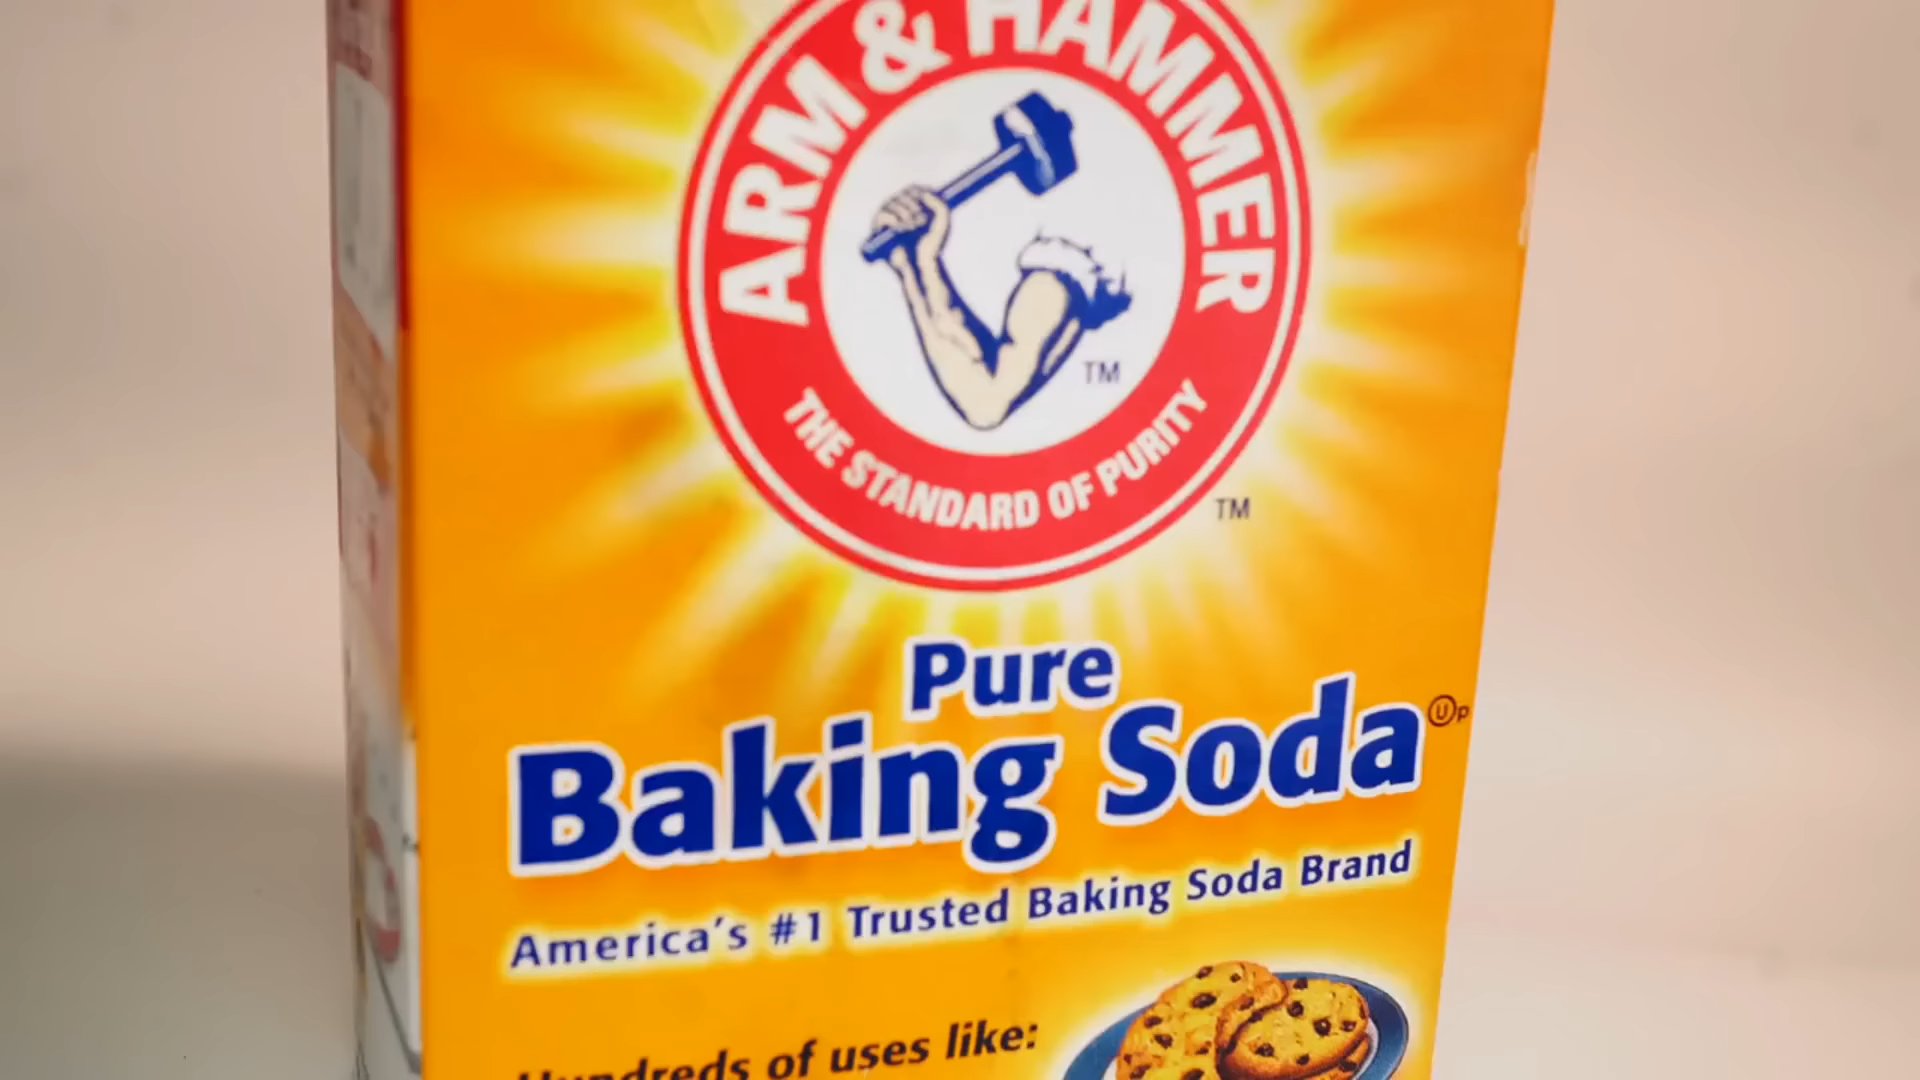 ARM & HAMMER
TM
THE STANDARD OF PURITY
TM
Pure
Baking Soda
U P
America's #1 Trusted Baking Soda Brand
Hundreds of uses like: